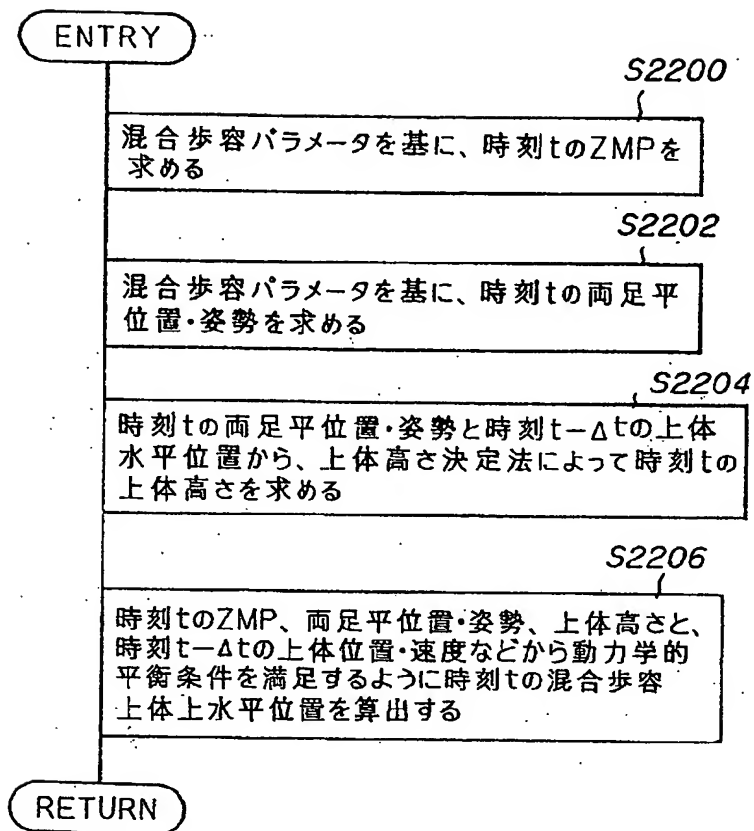 ENTRY
S2200
混合歩容パラメータを基に、時刻tのZMPを
求める
S2202
混合歩容パラメータを基に、時刻tの両足平
位置・姿勢を求める
S2204
時刻tの両足平位置・姿勢と時刻t−Δtの上体
水平位置から、上体高さ決定法によって時刻tの
上体高さを求める
S2206
時刻tのZMP、両足平位置・姿勢、上体高さと、
時刻t−Δtの上体位置・速度などから動力学的
平衡条件を満足するように時刻tの混合歩容
上体上水平位置を算出する
RETURN